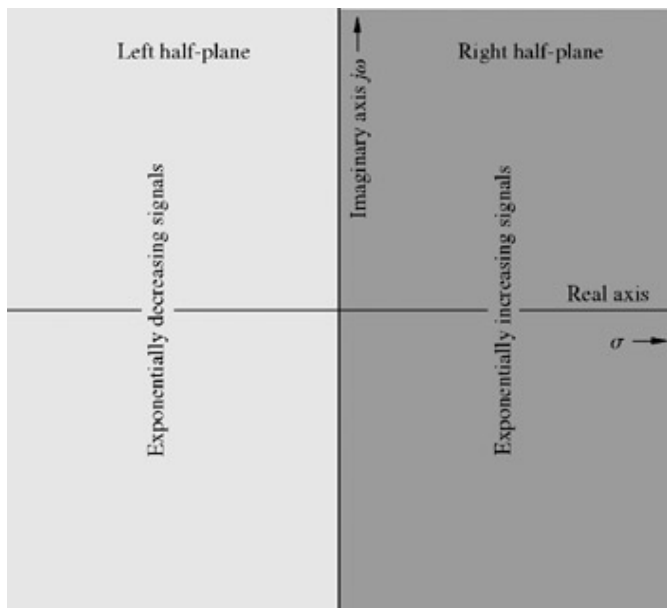 Left half-plane
Right half-plane
Imaginary axis jω
Exponentially decreasing signals
Exponentially increasing signals
Real axis
σ